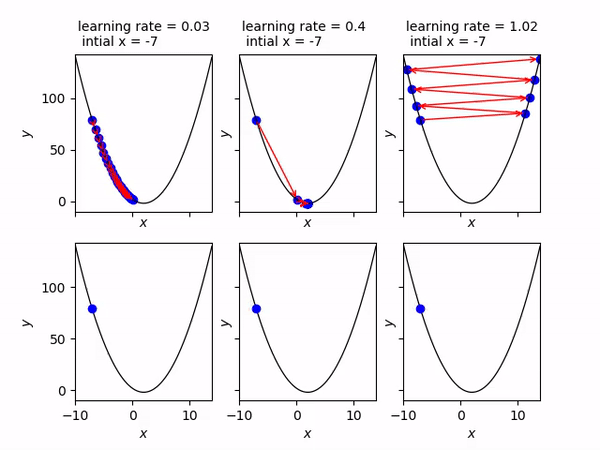 learning rate = 0.03
intial x = -7
learning rate = 0.4
intial x = -7
learning rate = 1.02
intial x = -7
y
100
50
0
x
y
x
y
x
y
100
50
0
−10
0
10
x
y
−10
0
10
x
y
−10
0
10
x